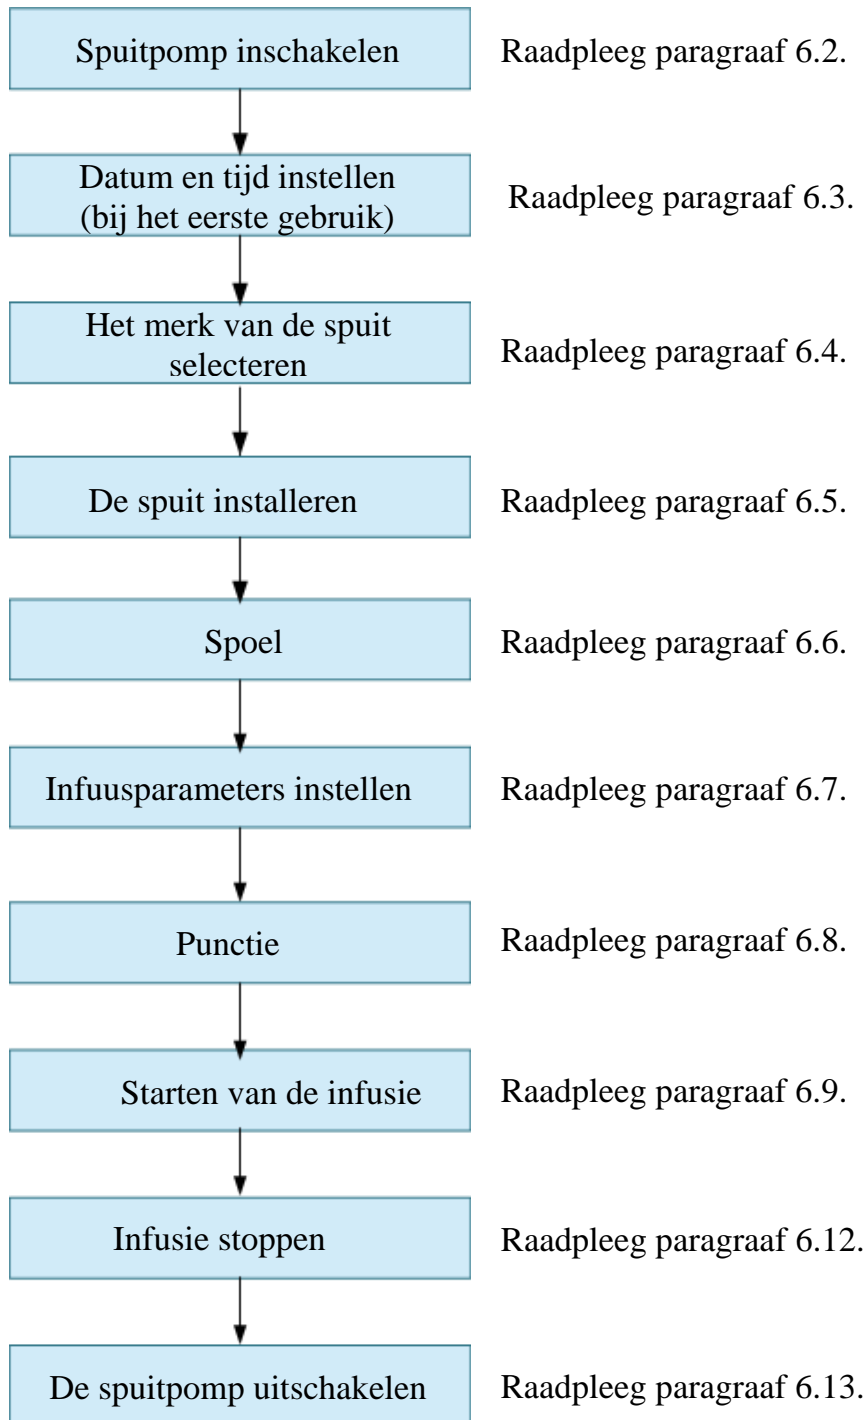 Spuitpomp inschakelen
Raadpleeg paragraaf 6.2.
Datum en tijd instellen
(bij het eerste gebruik)
Raadpleeg paragraaf 6.3.
Het merk van de spuit
selecteren
Raadpleeg paragraaf 6.4.
De spuit installeren
Raadpleeg paragraaf 6.5.
Spoel
Raadpleeg paragraaf 6.6.
Infuusparameters instellen
Raadpleeg paragraaf 6.7.
Punctie
Raadpleeg paragraaf 6.8.
Starten van de infusie
Raadpleeg paragraaf 6.9.
Infusie stoppen
Raadpleeg paragraaf 6.12.
De spuitpomp uitschakelen
Raadpleeg paragraaf 6.13.